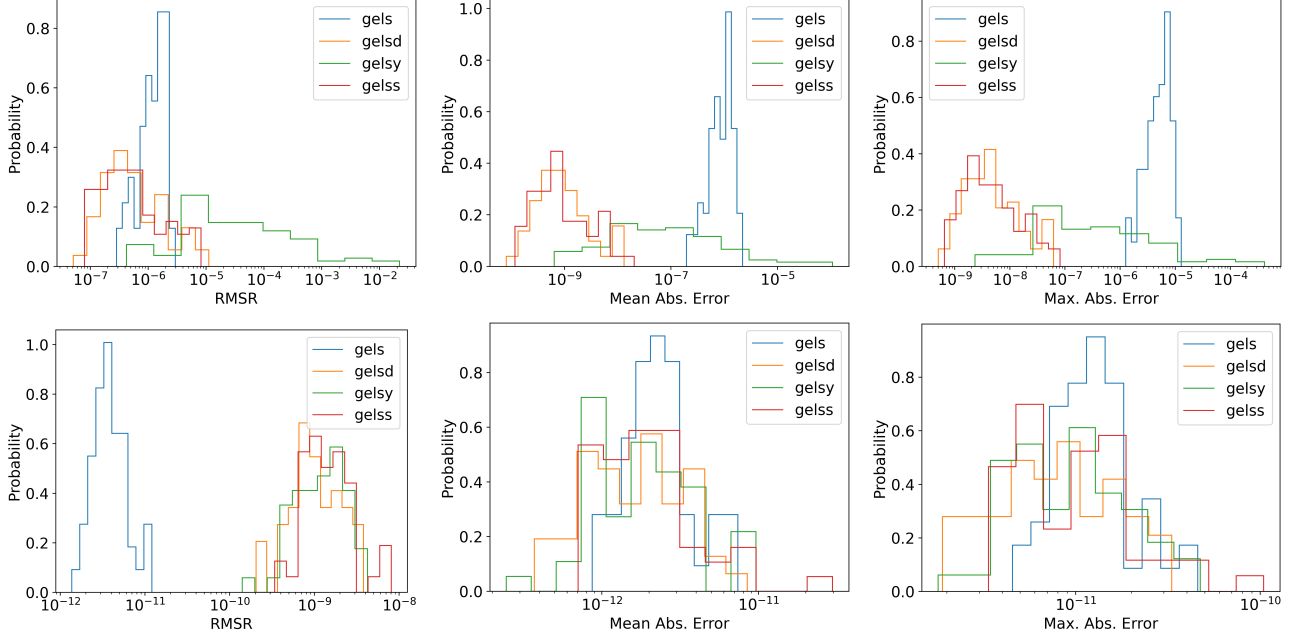 Probability
0.8
0.6
0.4
0.2
0.0
10⁻⁷ 10⁻⁶ 10⁻⁵ 10⁻⁴ 10⁻³ 10⁻²
RMSR
gels
gelsd
gelsy
gelss
Probability
1.0
0.8
0.6
0.4
0.2
0.0
10⁻⁹ 10⁻⁷ 10⁻⁵
Mean Abs. Error
gels
gelsd
gelsy
gelss
Probability
0.8
0.6
0.4
0.2
0.0
10⁻⁹ 10⁻⁸ 10⁻⁷ 10⁻⁶ 10⁻⁵ 10⁻⁴
Max. Abs. Error
gels
gelsd
gelsy
gelss
Probability
1.0
0.8
0.6
0.4
0.2
0.0
10⁻¹² 10⁻¹¹ 10⁻¹⁰ 10⁻⁹ 10⁻⁸
RMSR
gels
gelsd
gelsy
gelss
Probability
0.8
0.6
0.4
0.2
0.0
10⁻¹² 10⁻¹¹
Mean Abs. Error
gels
gelsd
gelsy
gelss
Probability
0.8
0.6
0.4
0.2
0.0
10⁻¹¹ 10⁻¹⁰
Max. Abs. Error
gels
gelsd
gelsy
gelss